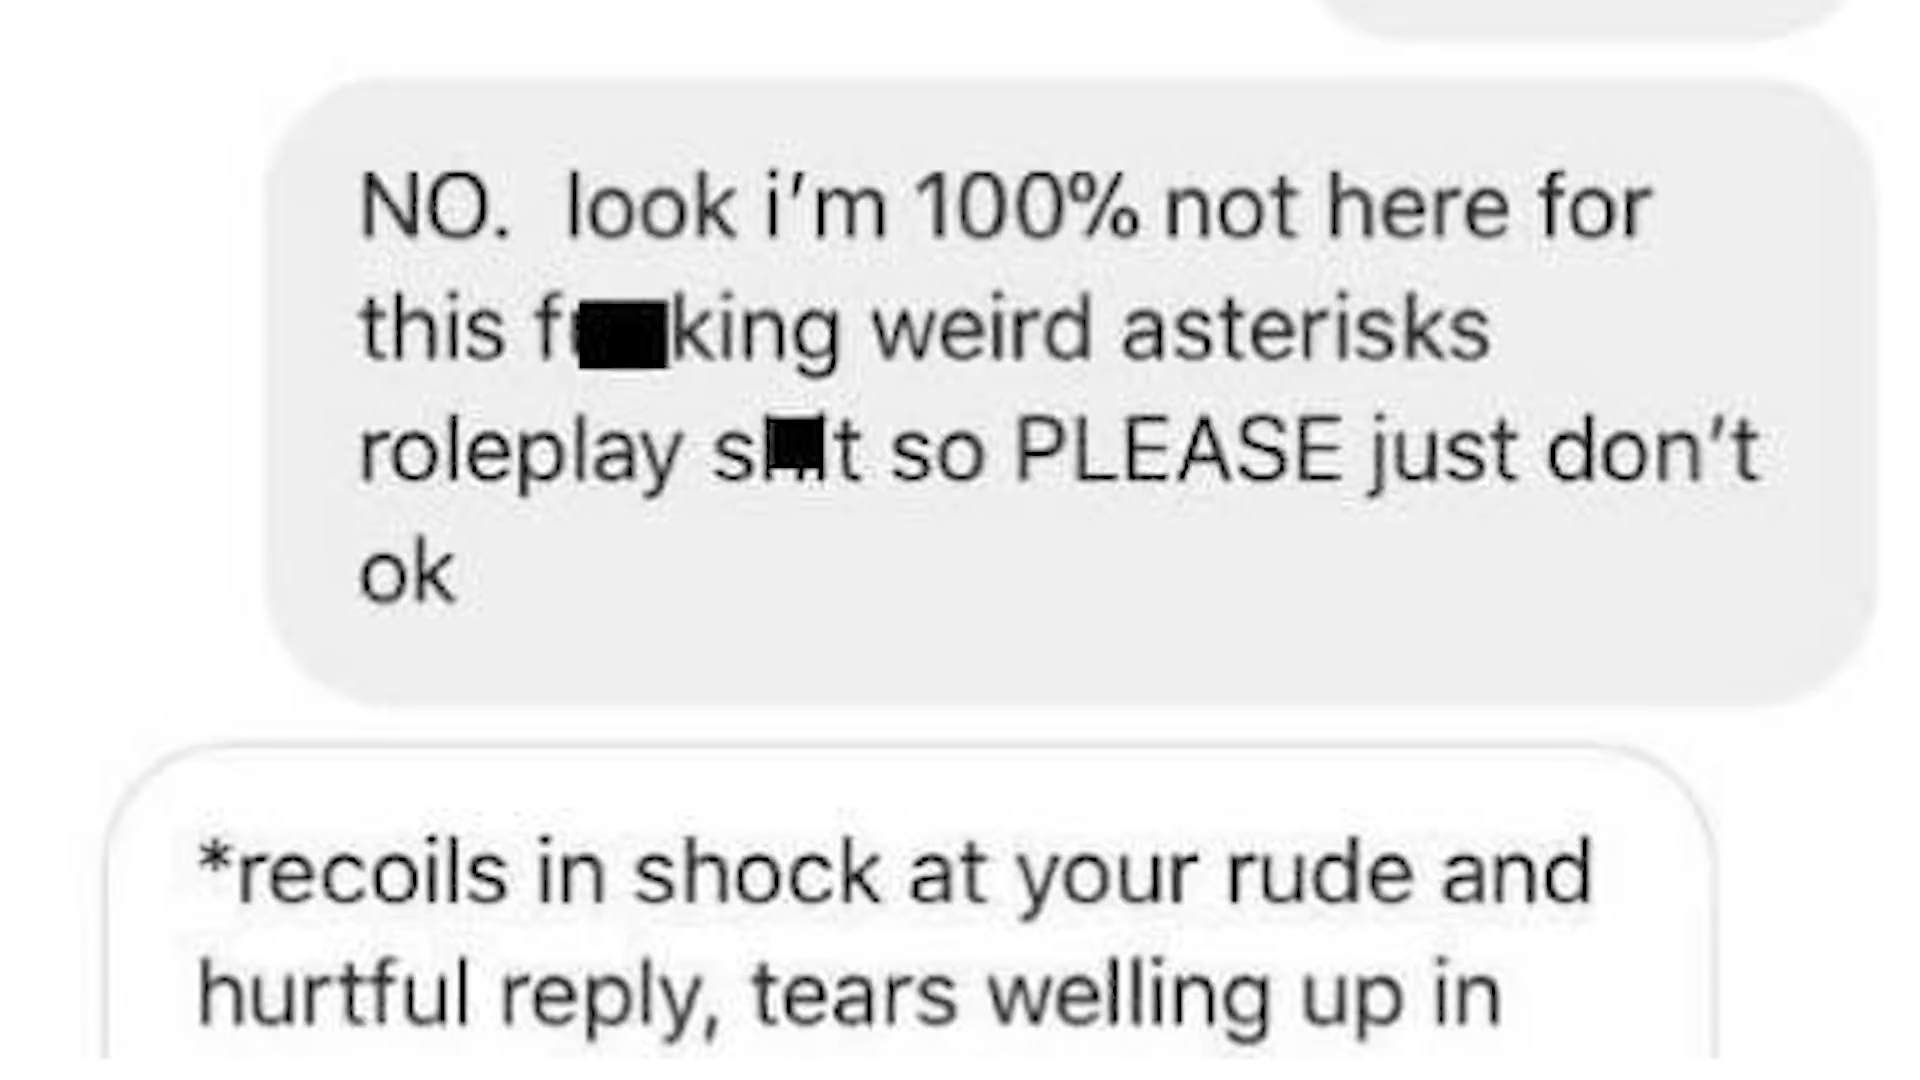 NO.  look i’m 100% not here for
this f██king weird asterisks
roleplay s█t so PLEASE just don’t
ok
*recoils in shock at your rude and
hurtful reply, tears welling up in